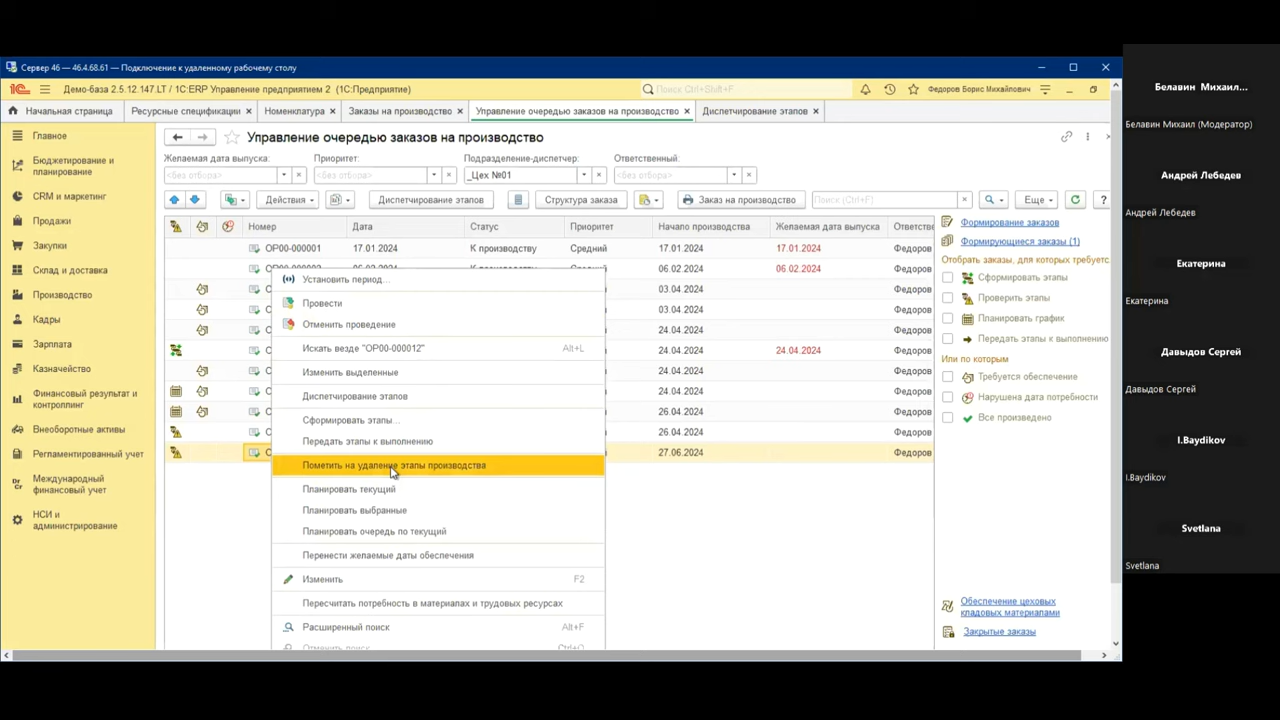 Сервер 46 — 46.4.68.61 — Подключение к удаленному рабочему столу
Демо-база 2.5.12.147.LT / 1С:ERP Управление предприятием 2 (1С:Предприятие)
Поиск Ctrl+Shift+F
Федоров Борис Михайлович
Начальная страница
Ресурсные спецификации
Номенклатура
Заказы на производство
Управление очередью заказов на производство
Диспетчирование этапов
Главное
Бюджетирование и
планирование
CRM и маркетинг
Продажи
Закупки
Склад и доставка
Производство
Кадры
Зарплата
Казначейство
Финансовый результат и
контроллинг
Внеоборотные активы
Регламентированный учет
Международный
финансовый учет
НСИ и
администрирование
Управление очередью заказов на производство
Желаемая дата выпуска: Приоритет: Подразделение-диспетчер: Ответственный:
<без отбора> <без отбора> _Цех №01 <без отбора>
Действия Диспетчирование этапов Структура заказа Заказ на производство Поиск (Ctrl+F) Еще ?
Номер Дата Статус Приоритет Начало производства Желаемая дата выпуска Ответстве
ОР00-000001 17.01.2024 К производству Средний 17.01.2024 17.01.2024 Федоров
06.02.2024 06.02.2024 Федоров
03.04.2024 Федоров
03.04.2024 Федоров
24.04.2024 Федоров
24.04.2024 24.04.2024 Федоров
24.04.2024 Федоров
24.04.2024 Федоров
26.04.2024 Федоров
26.04.2024 Федоров
27.06.2024 Федоров
Установить период...
Провести
Отменить проведение
Искать везде "ОР00-000012" Alt+L
Изменить выделенные
Диспетчирование этапов
Сформировать этапы...
Передать этапы к выполнению
Пометить на удаление этапы производства
Планировать текущий
Планировать выбранные
Планировать очередь по текущий
Перенести желаемые даты обеспечения
Изменить F2
Пересчитать потребность в материалах и трудовых ресурсах
Расширенный поиск Alt+F
Формирование заказов
Формирующиеся заказы (1)
Отобрать заказы, для которых требуетс
Сформировать этапы
Проверить этапы
Планировать график
Передать этапы к выполнению
Или по которым
Требуется обеспечение
Нарушена дата потребности
Все произведено
Обеспечение цеховых
кладовых материалами
Закрытые заказы
Белавин Михаил...
Белавин Михаил (Модератор)
Андрей Лебедев
Андрей Лебедев
Екатерина
Екатерина
Давыдов Сергей
Давыдов Сергей
I.Baydikov
I.Baydikov
Svetlana
Svetlana